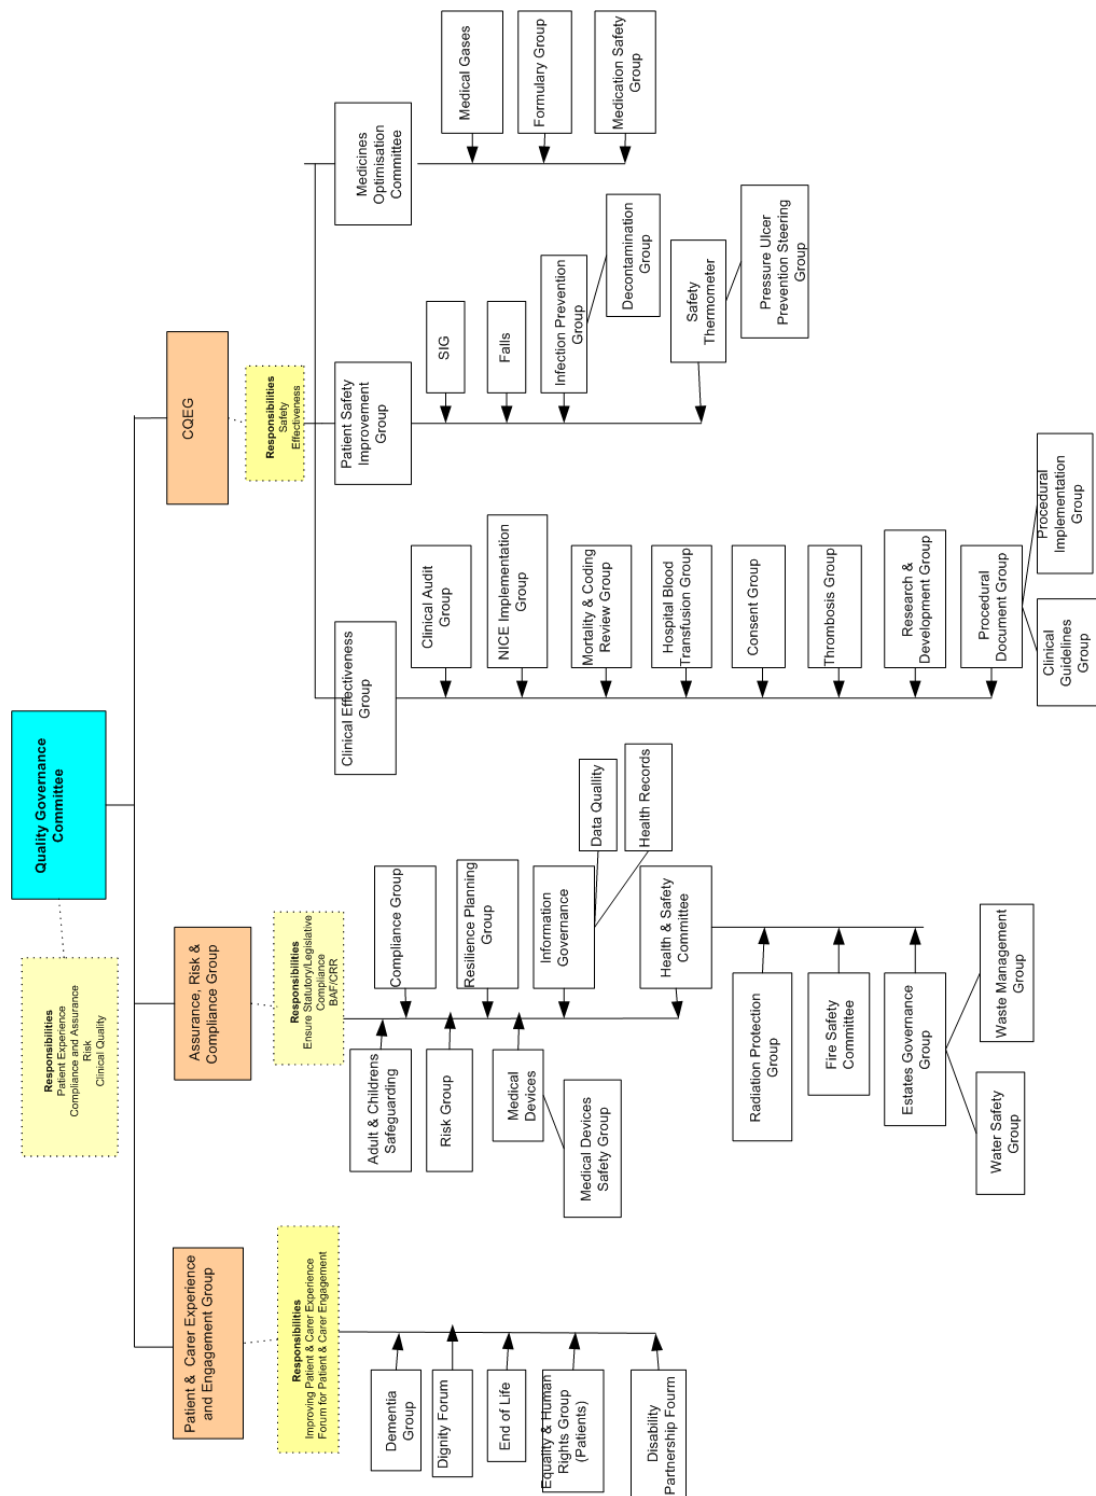 Quality Governance
Committee
Responsibilities
Patient Experience
Compliance and Assurance
Risk
Clinical Quality
Patient & Carer Experience
and Engagement Group
Responsibilities
Improving Patient & Carer Experience
Forum for Patient & Carer Engagement
Dementia
Group
Dignity Forum
End of Life
Equality & Human
Rights Group
(Patients)
Disability
Partnership Fourm
Assurance, Risk &
Compliance Group
Responsibilities
Ensure Statutory/Legislative
Compliance
BAF/CRR
Adult & Childrens
Safeguarding
Risk Group
Medical
Devices
Medical Devices
Safety Group
Compliance Group
Resilience Planning
Group
Information
Governance
Data Quallity
Health Records
Health & Safety
Committee
Radiation Protection
Group
Fire Safety
Committee
Estates Governance
Group
Water Safety
Group
Waste Management
Group
CQEG
Responsibilities
Safety
Effectiveness
Clinical Effectiveness
Group
Clinical Audit
Group
NICE Implementation
Group
Mortality & Coding
Review Group
Hospital Blood
Transfusion Group
Consent Group
Thrombosis Group
Research &
Development Group
Procedural
Document Group
Clinical
Guidelines
Group
Procedural
Implementation
Group
Patient Safety
Improvement
Group
SIG
Falls
Infection Prevention
Group
Decontamination
Group
Safety
Thermometer
Pressure Ulcer
Prevention Steering
Group
Medicines
Optimisation
Committee
Medical Gases
Formulary Group
Medication Safety
Group